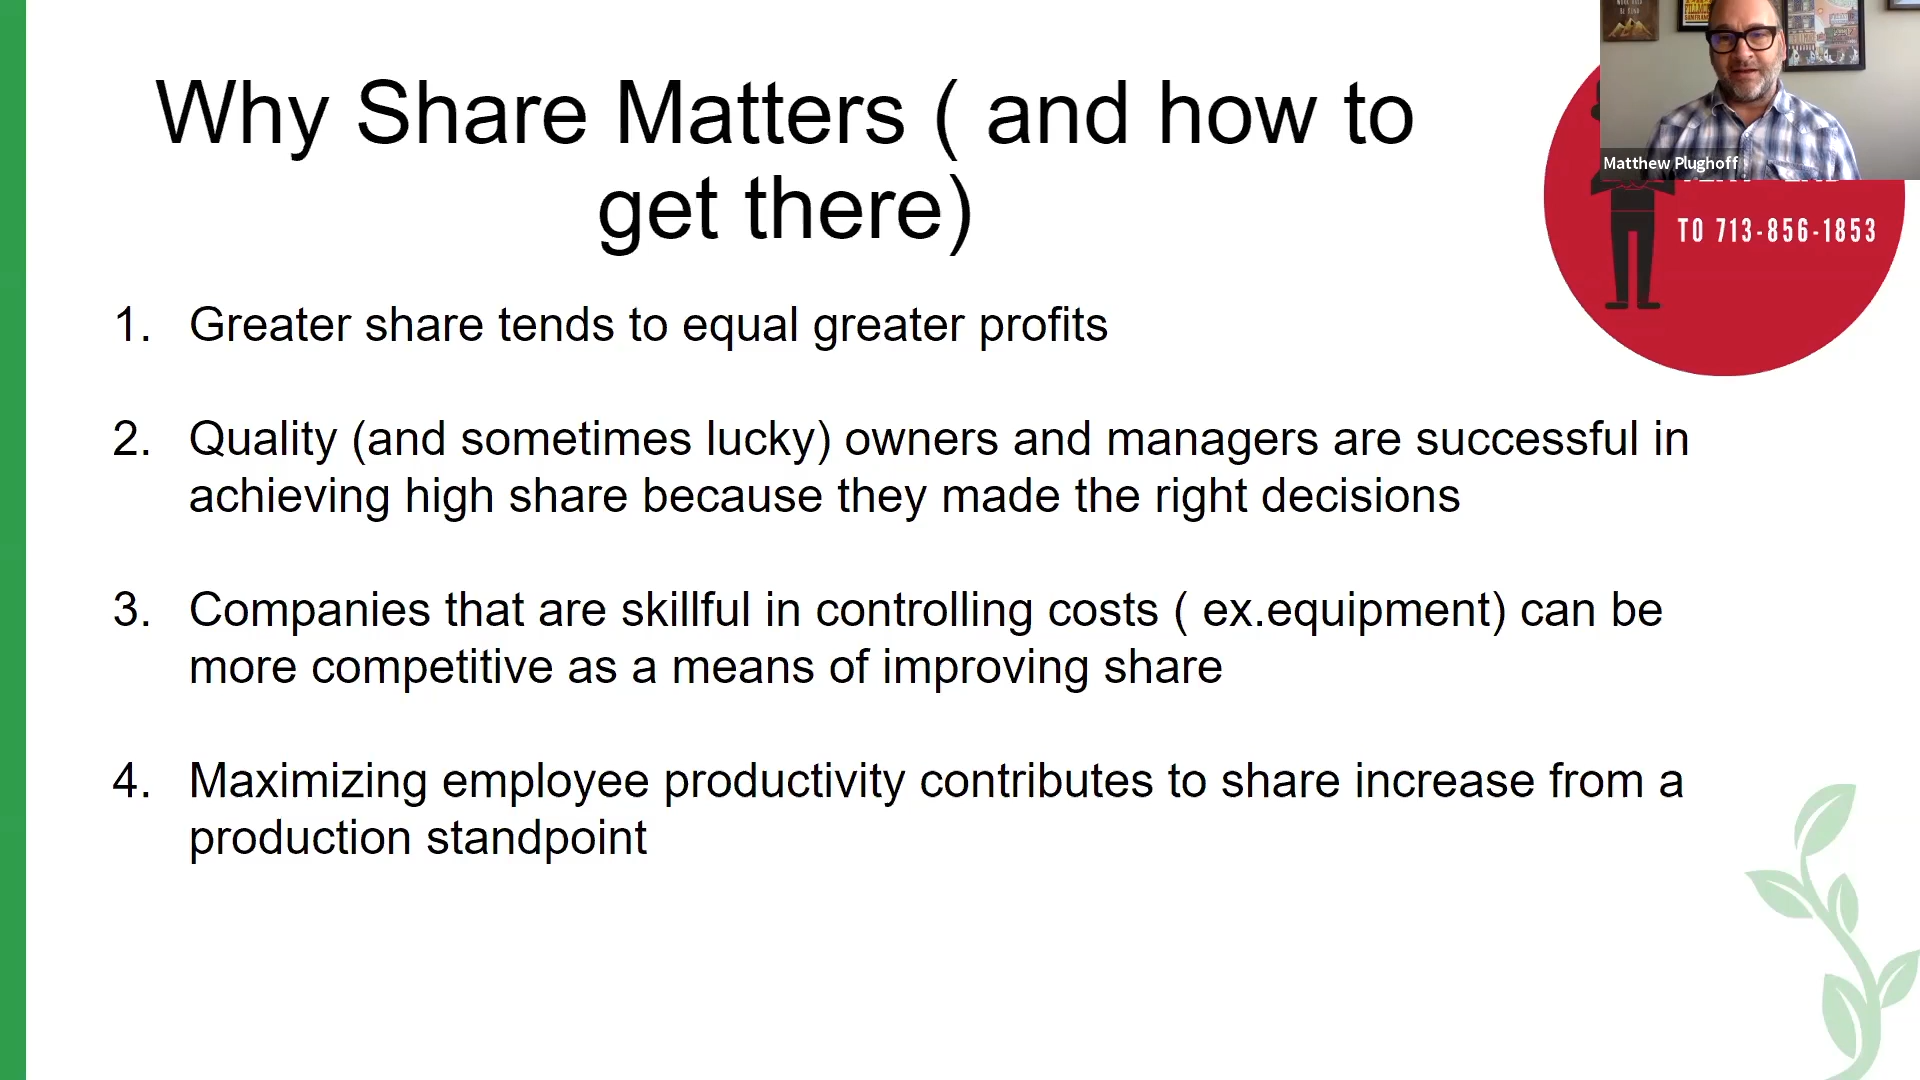 Why Share Matters ( and how to
get there)
Matthew Plughoff
TO 713-856-1853
1. Greater share tends to equal greater profits
2. Quality (and sometimes lucky) owners and managers are successful in
achieving high share because they made the right decisions
3. Companies that are skillful in controlling costs ( ex.equipment) can be
more competitive as a means of improving share
4. Maximizing employee productivity contributes to share increase from a
production standpoint